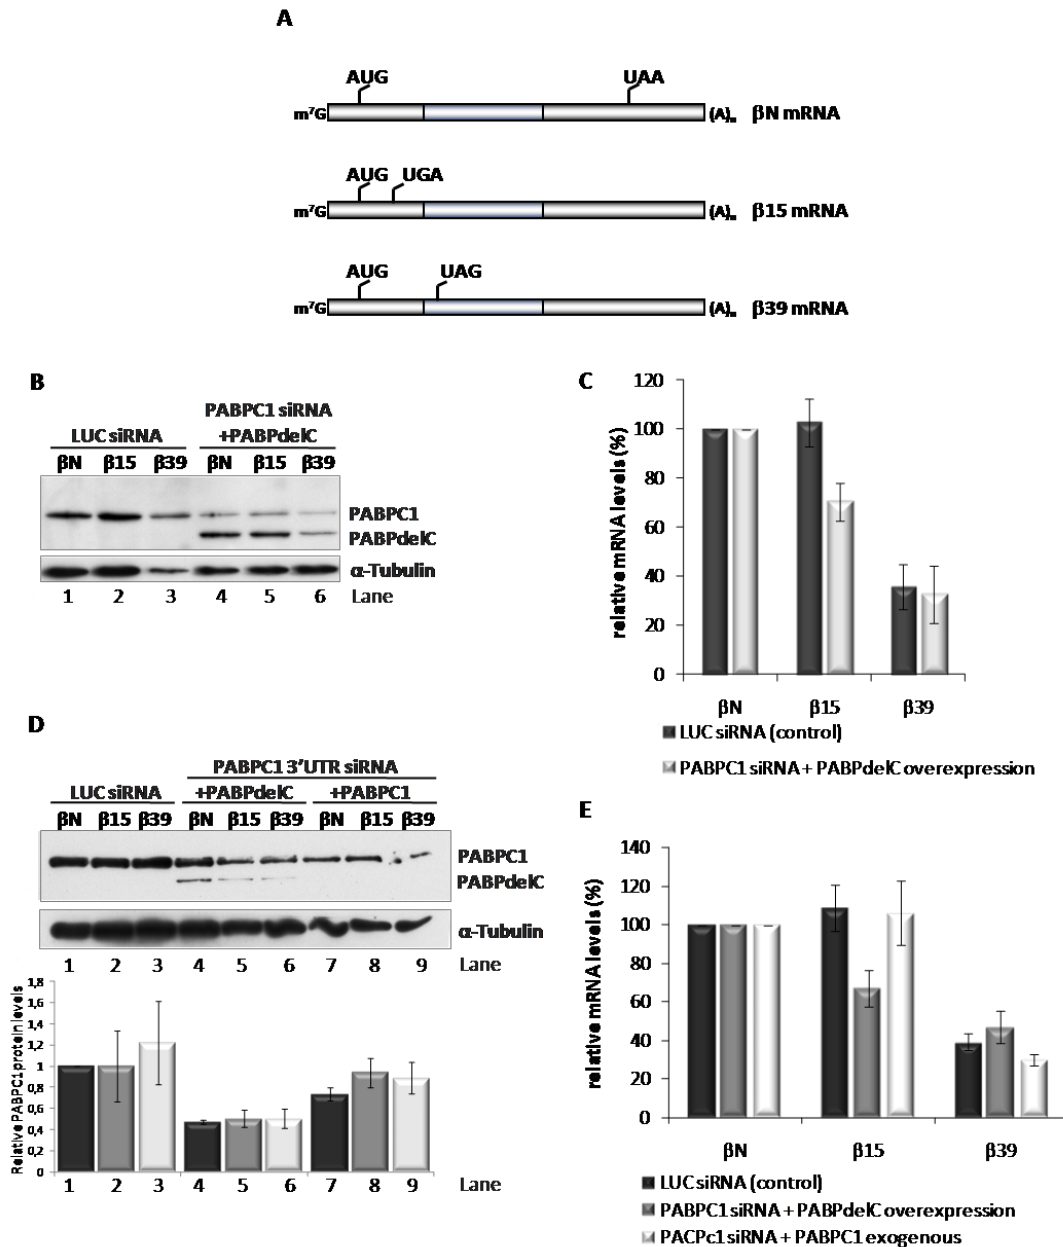 A
AUG UAA
m⁷G (A)ₙ βN mRNA
AUG UGA
m⁷G (A)ₙ β15 mRNA
AUG UAG
m⁷G (A)ₙ β39 mRNA
B
PABPC1 siRNA
LUC siRNA +PABPdelC
βN β15 β39 βN β15 β39
PABPC1
PABPdelC
α-Tubulin
1 2 3 4 5 6 Lane
C
relative mRNA levels (%)
120
100
80
60
40
20
0
βN β15 β39
LUC siRNA (control)
PABPC1 siRNA + PABPdelC overexpression
D
PABPC1 3'UTR siRNA
LUC siRNA +PABPdelC +PABPC1
βN β15 β39 βN β15 β39 βN β15 β39
PABPC1
PABPdelC
α-Tubulin
1 2 3 4 5 6 7 8 9 Lane
Relative PABPC1 protein levels
1,8
1,6
1,4
1,2
1
0,8
0,6
0,4
0,2
0
1 2 3 4 5 6 7 8 9 Lane
E
relative mRNA levels (%)
140
120
100
80
60
40
20
0
βN β15 β39
LUC siRNA (control)
PABPC1 siRNA + PABPdelC overexpression
PACPc1 siRNA + PABPC1 exogenous